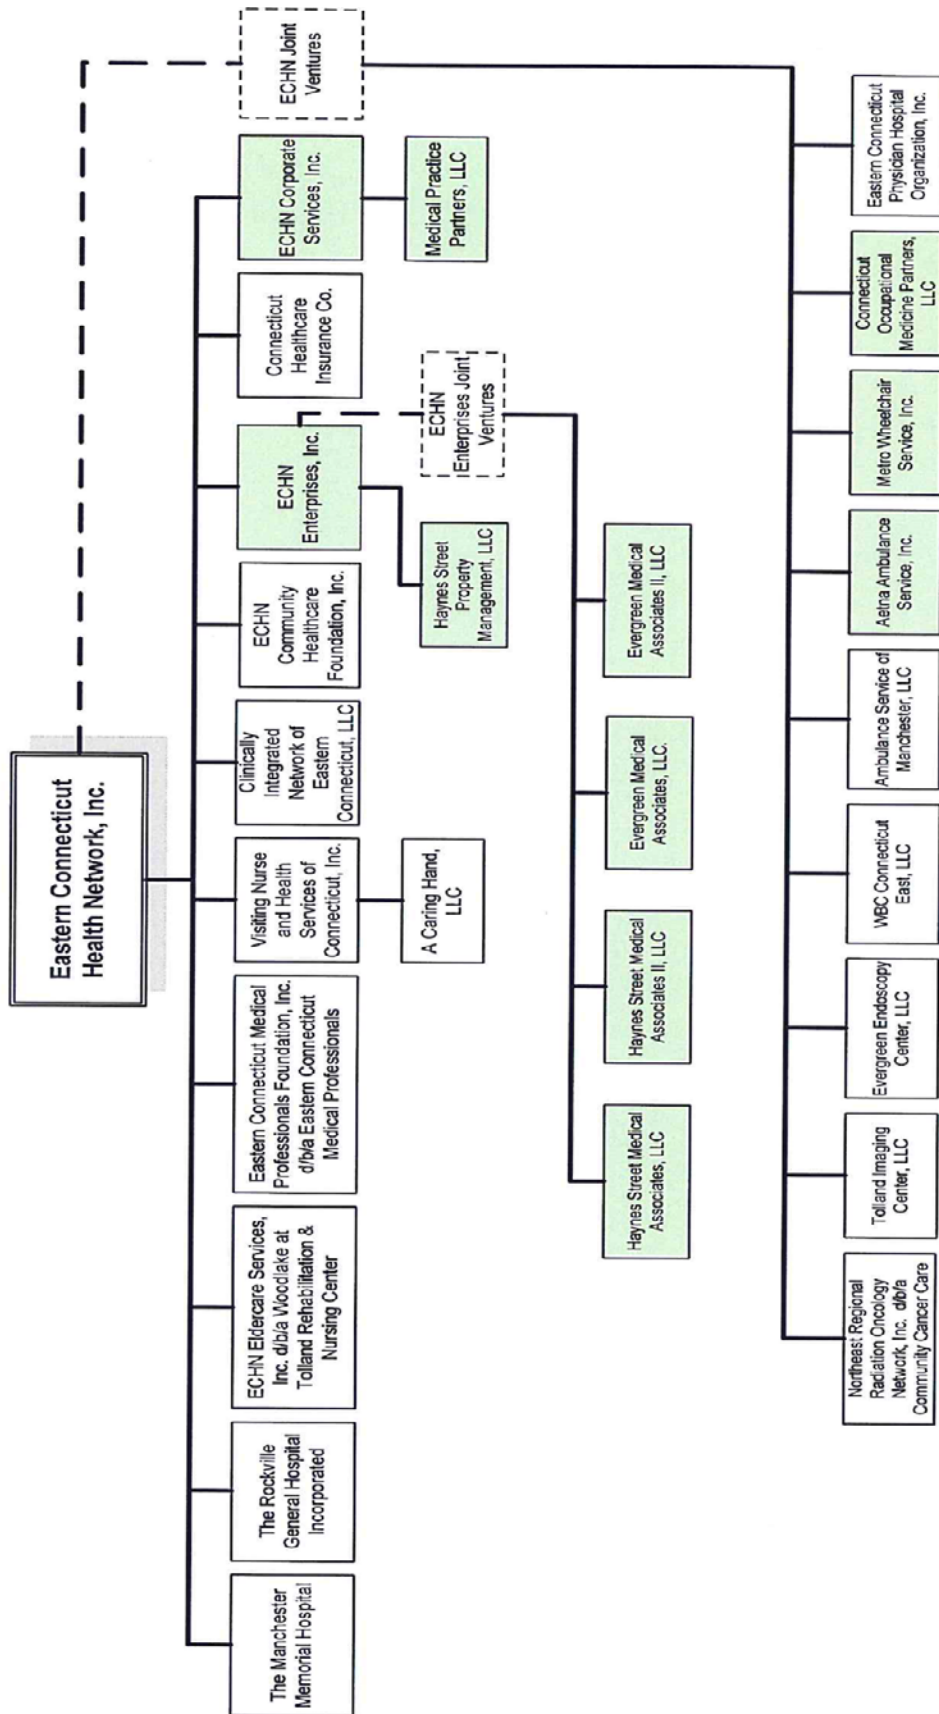 Eastern Connecticut
Health Network, Inc.
The Manchester
Memorial Hospital
The Rockville
General Hospital
Incorporated
ECHN Eldercare Services,
Inc. d/b/a Woodlake at
Tolland Rehabilitation &
Nursing Center
Eastern Connecticut Medical
Professionals Foundation, Inc.
d/b/a Eastern Connecticut
Medical Professionals
Visiting Nurse
and Health
Services of
Connecticut, Inc.
Clinically
Integrated
Network of
Eastern
Connecticut, LLC
ECHN
Community
Healthcare
Foundation, Inc.
ECHN
Enterprises, Inc.
Connecticut
Healthcare
Insurance Co.
ECHN Corporate
Services, Inc.
ECHN Joint
Ventures
A Caring Hand,
LLC
Haynes Street
Property
Management, LLC
ECHN
Enterprises Joint
Ventures
Medical Practice
Partners, LLC
Haynes Street Medical
Associates, LLC
Haynes Street Medical
Associates II, LLC
Evergreen Medical
Associates, LLC.
Evergreen Medical
Associates II, LLC
Northeast Regional
Radiation Oncology
Network, Inc. d/b/a
Community Cancer Care
Tolland Imaging
Center, LLC
Evergreen Endoscopy
Center, LLC
WBC Connecticut
East, LLC
Ambulance Service of
Manchester, LLC
Aetna Ambulance
Service, Inc.
Metro Wheelchair
Service, Inc.
Connecticut
Occupational
Medicine Partners,
LLC
Eastern Connecticut
Physician Hospital
Organization, Inc.